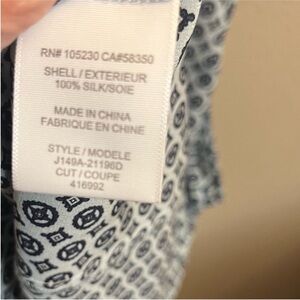 RN# 105230 CA#58350
SHELL/EXTERIEUR
100% SILK/SOIE
MADE IN CHINA
FABRIQUE EN CHINE
STYLE/MODELE
J149A-21196D
CUT/COUPE
416992